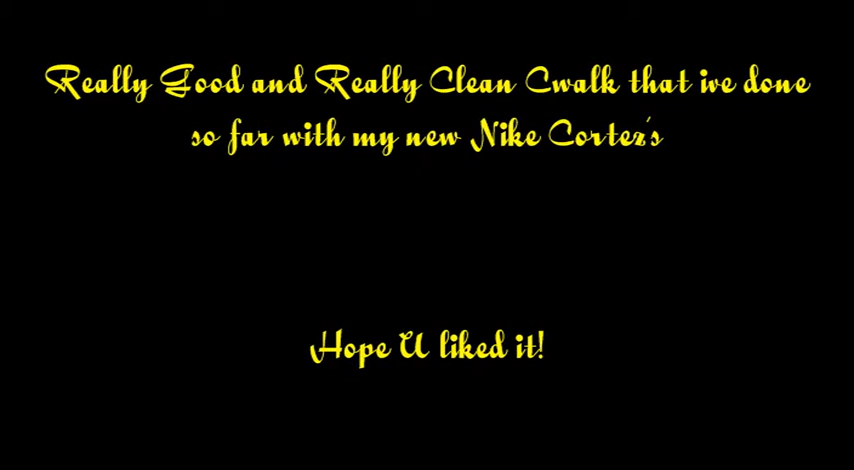 Really Good and Really Clean Cwalk that ive done
so far with my new Nike Cortez's
Hope U liked it!